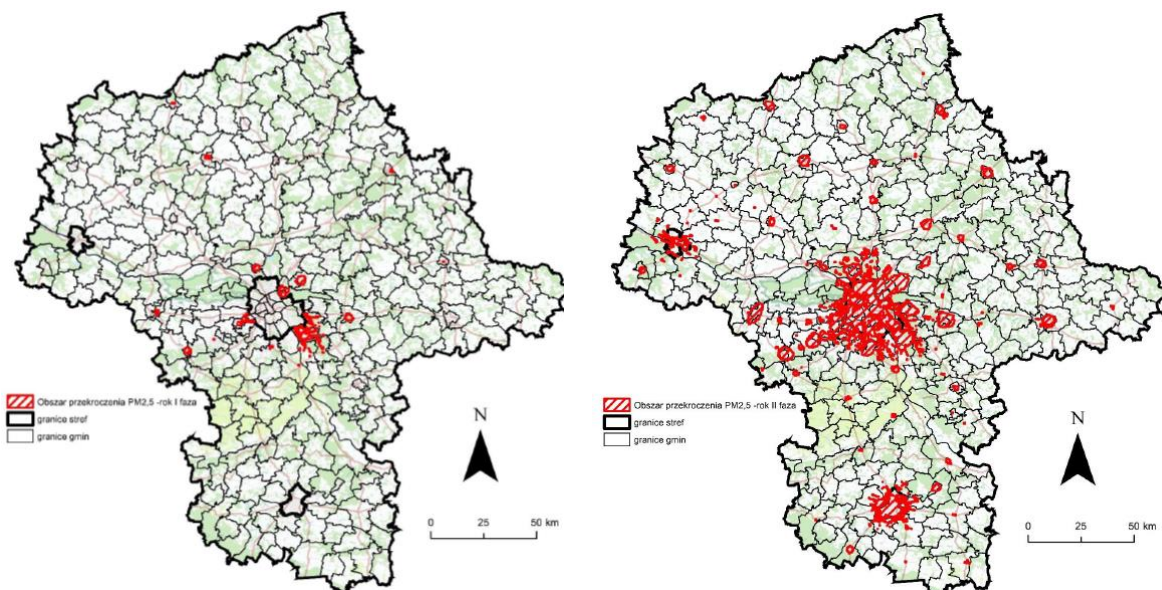 Obszar przekroczenia PM2,5 -rok I faza
granice stref
granice gmin
N
0 25 50 km
Obszar przekroczenia PM2,5 -rok II faza
granice stref
granice gmin
N
0 25 50 km